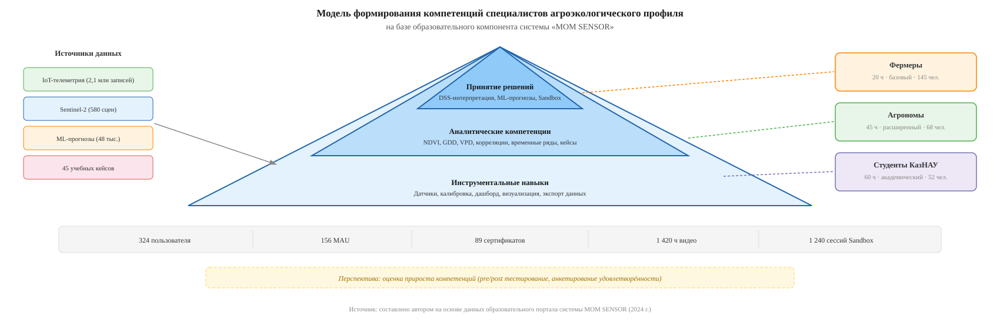 Модель формирования компетенций специалистов агроэкологического профиля
на базе образовательного компонента системы «MOM SENSOR»
Источники данных
IoT-телеметрия (2,1 млн записей)
Sentinel-2 (580 сцен)
ML-прогнозы (48 тыс.)
45 учебных кейсов
Принятие решений
DSS-интерпретация, ML-прогнозы, Sandbox
Аналитические компетенции
NDVI, GDD, VPD, корреляции, временные ряды, кейсы
Инструментальные навыки
Датчики, калибровка, дашборд, визуализация, экспорт данных
Фермеры
20 ч · базовый · 145 чел.
Агрономы
45 ч · расширенный · 68 чел.
Студенты КазНАУ
60 ч · академический · 52 чел.
324 пользователя
156 MAU
89 сертификатов
1 420 ч видео
1 240 сессий Sandbox
Перспектива: оценка прироста компетенций (pre/post тестирование, анкетирование удовлетворённости)
Источник: составлено автором на основе данных образовательного портала системы MOM SENSOR (2024 г.)